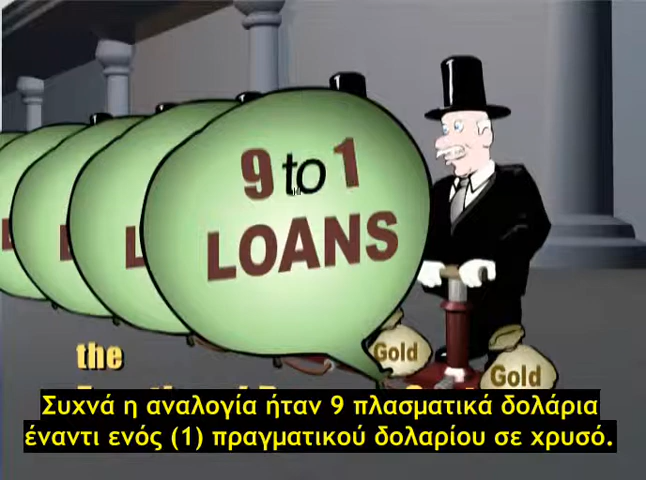 9 to 1
LOANS
L
L
L
Gold
Gold
the
Συχνά η αναλογία ήταν 9 πλασματικά δολάρια
έναντι ενός (1) πραγματικού δολαρίου σε χρυσό.